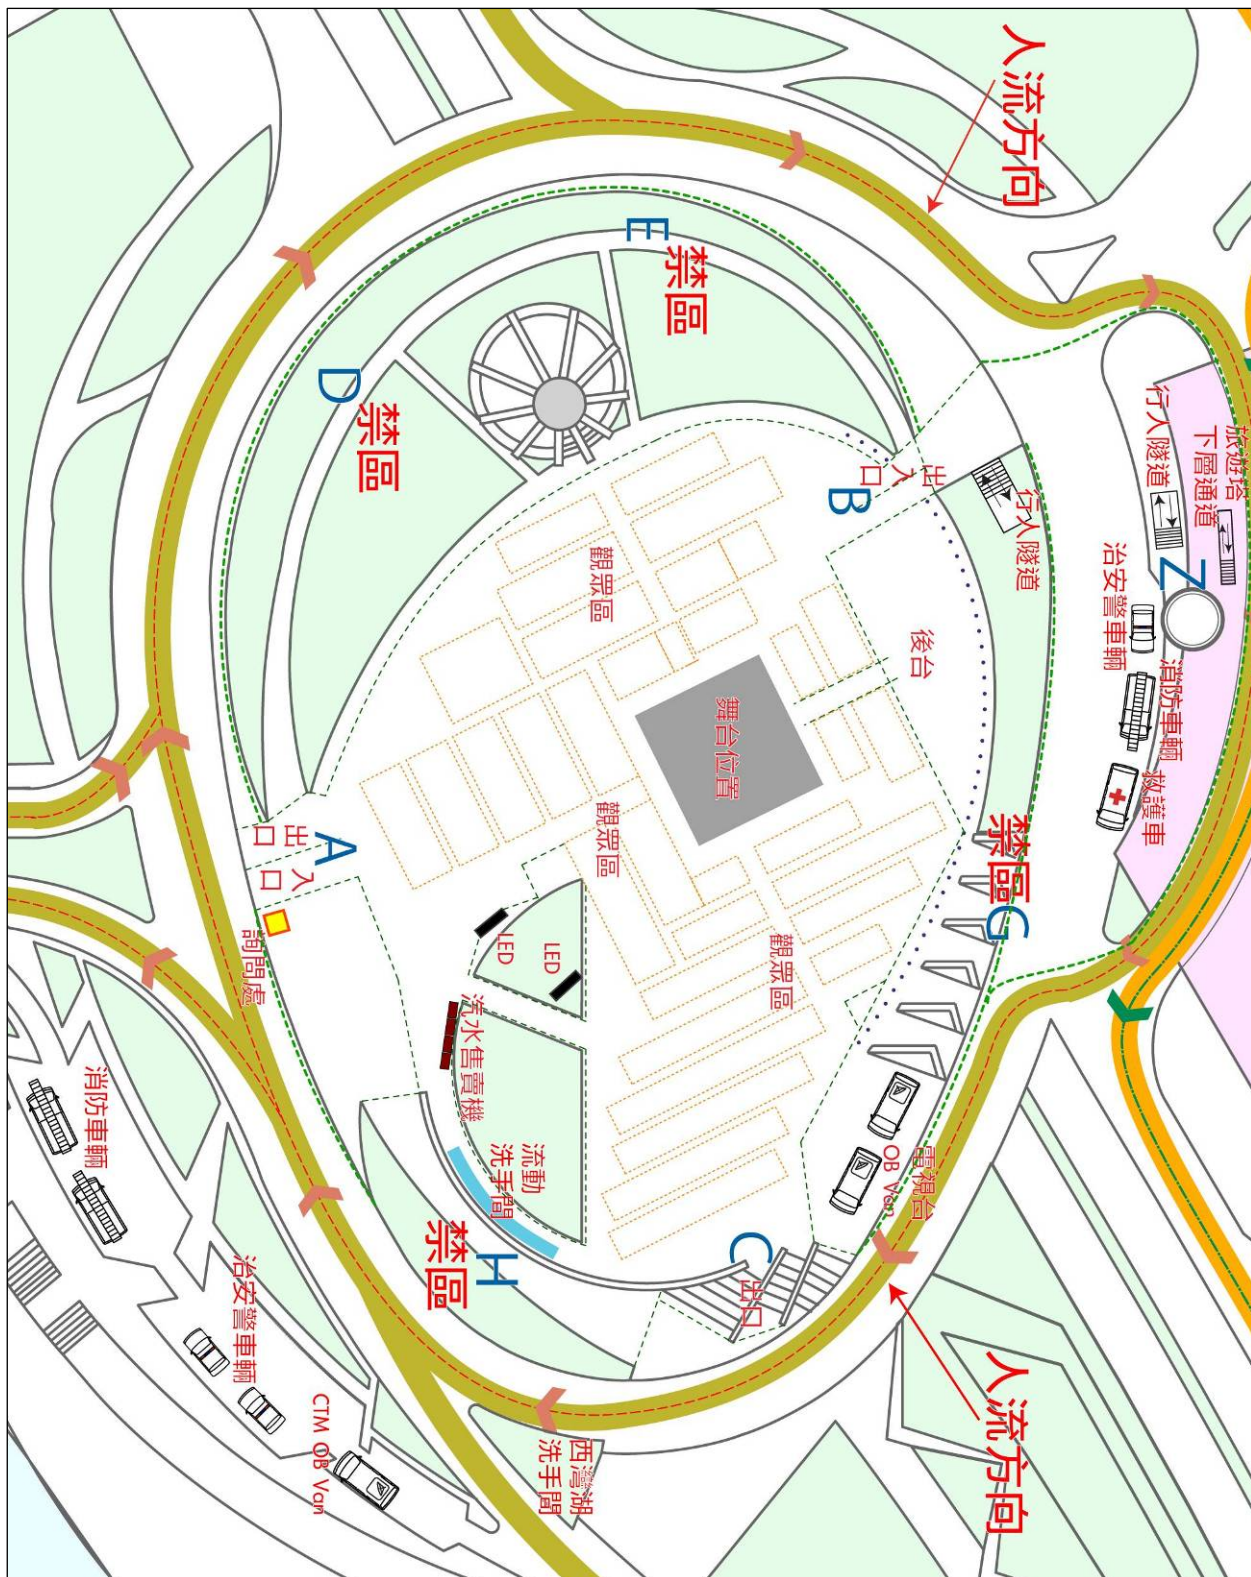 人流方向
E
禁區
D
禁區
行人隧道
旅遊塔
下層通道
出入
口
B
行人隧道
Z
治安警車輛
消防車輛
救護車
觀眾區
後台
舞台位置
觀眾區
觀眾區
禁區
G
A
出
口
入
口
詢問處
LED
LED
汽水售賣機
流動
洗手間
H
禁區
電視台
OB Van
C
出口
消防車輛
治安警車輛
CTM OB Van
西灣湖
洗手間
人流方向